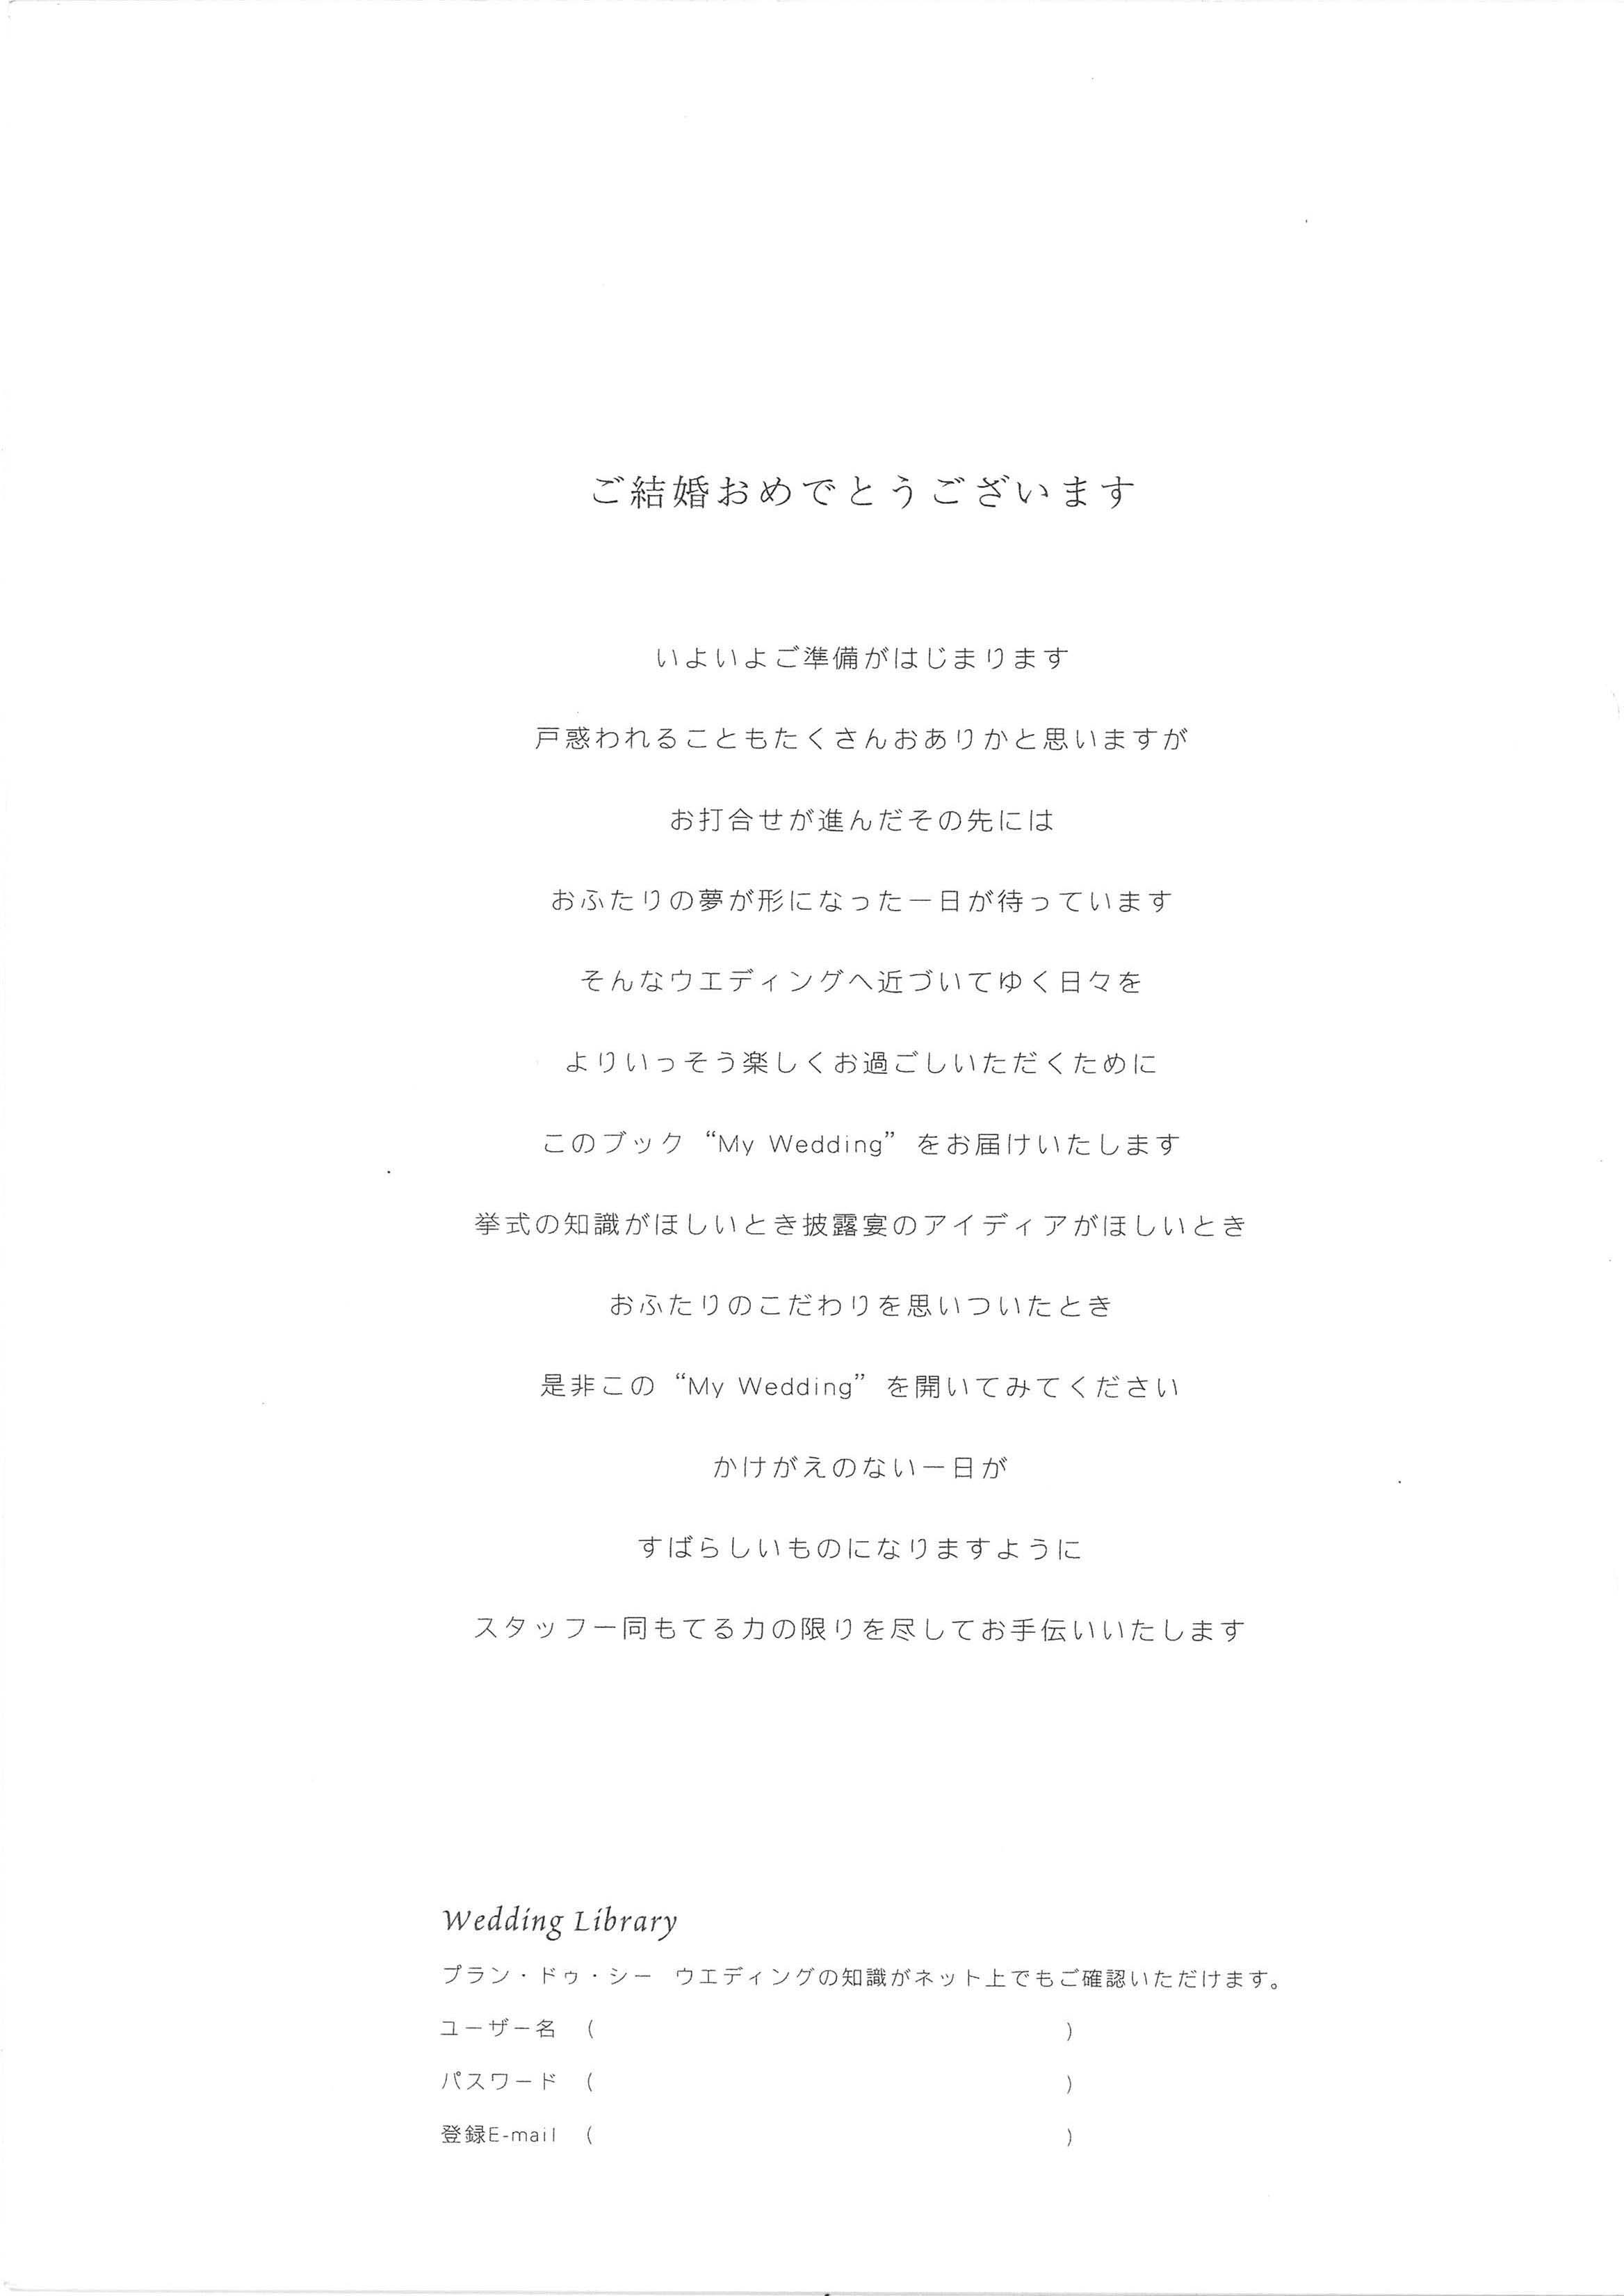 ご結婚おめでとうございます
いよいよご準備がはじまります
戸惑われることもたくさんおありかと思いますが
お打合せが進んだその先には
おふたりの夢が形になった一日が待っています
そんなウエディングへ近づいてゆく日々を
よりいっそう楽しくお過ごしいただくために
このブック“My Wedding”をお届けいたします
挙式の知識がほしいとき披露宴のアイディアがほしいとき
おふたりのこだわりを思いついたとき
是非この“My Wedding”を開いてみてください
かけがえのない一日が
すばらしいものになりますように
スタッフ一同もてる力の限りを尽してお手伝いいたします
Wedding Library
プラン・ドゥ・シー ウエディングの知識がネット上でもご確認いただけます。
ユーザー名 ( )
パスワード ( )
登録E-mail ( )